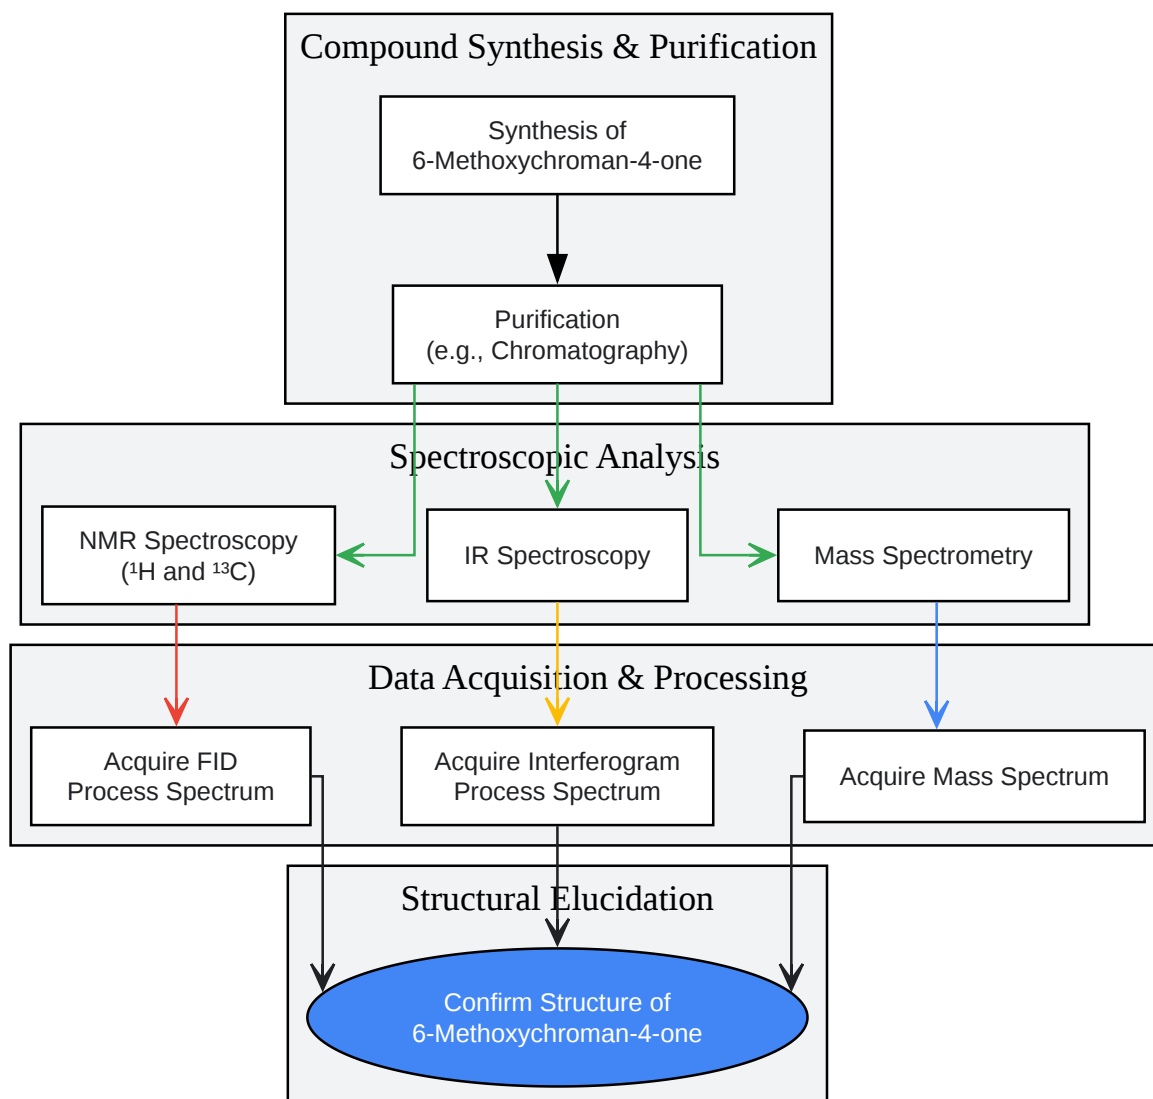 Compound Synthesis & Purification
Synthesis of
6-Methoxychroman-4-one
Purification
(e.g., Chromatography)
Spectroscopic Analysis
NMR Spectroscopy
(¹H and ¹³C)
IR Spectroscopy
Mass Spectrometry
Data Acquisition & Processing
Acquire FID
Process Spectrum
Acquire Interferogram
Process Spectrum
Acquire Mass Spectrum
Structural Elucidation
Confirm Structure of
6-Methoxychroman-4-one